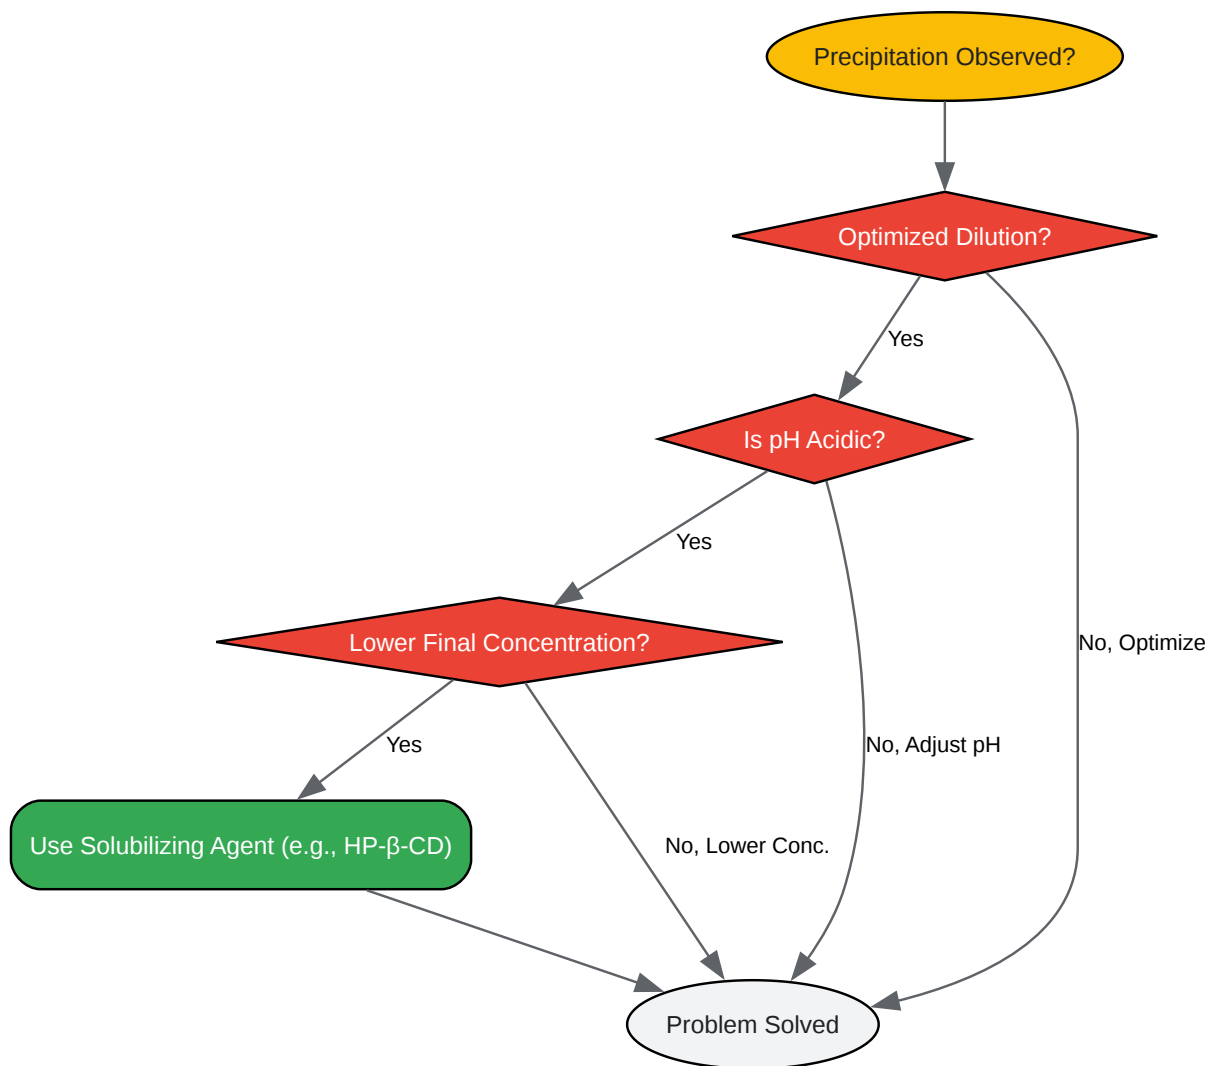 Precipitation Observed?
Optimized Dilution?
Yes
Is pH Acidic?
Yes
Lower Final Concentration?
No, Optimize
Yes
No, Adjust pH
Use Solubilizing Agent (e.g., HP-β-CD)
No, Lower Conc.
Problem Solved